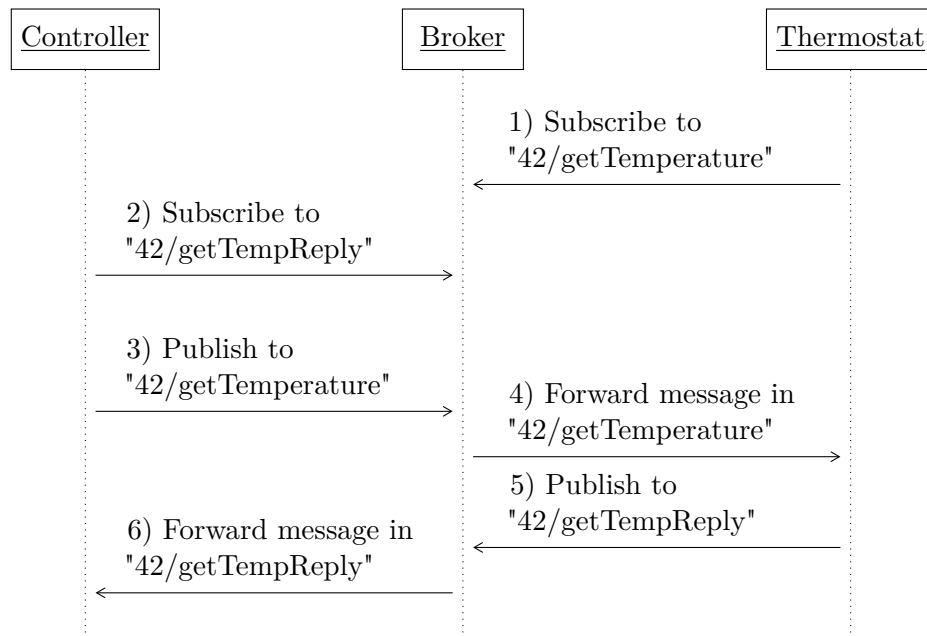 Controller
Broker
Thermostat
1) Subscribe to
"42/getTemperature"
2) Subscribe to
"42/getTempReply"
3) Publish to
"42/getTemperature"
4) Forward message in
"42/getTemperature"
5) Publish to
"42/getTempReply"
6) Forward message in
"42/getTempReply"